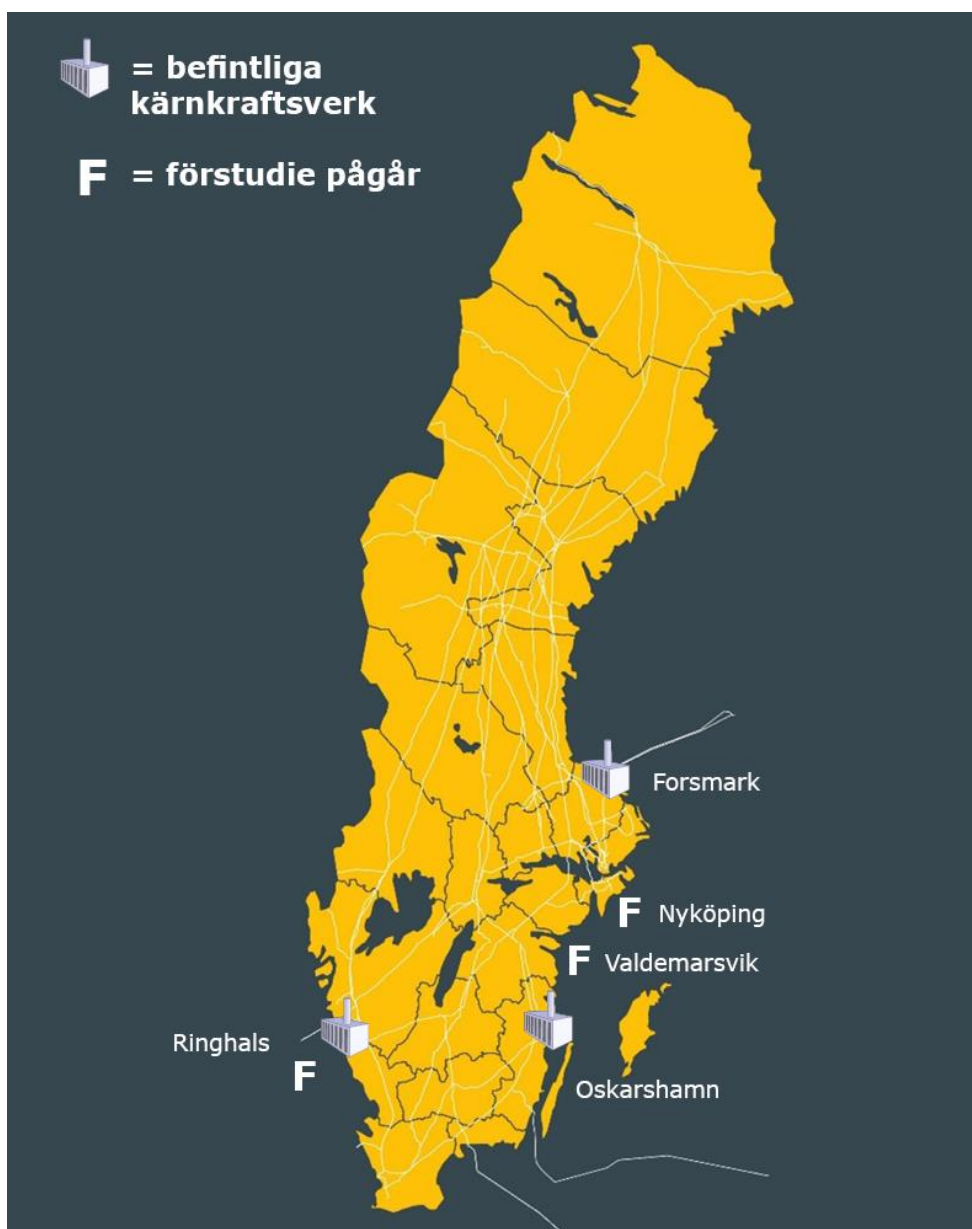 = befintliga
kärnkraftsverk
F = förstudie pågår
Forsmark
F Nyköping
F Valdemarsvik
Ringhals
F
Oskarshamn